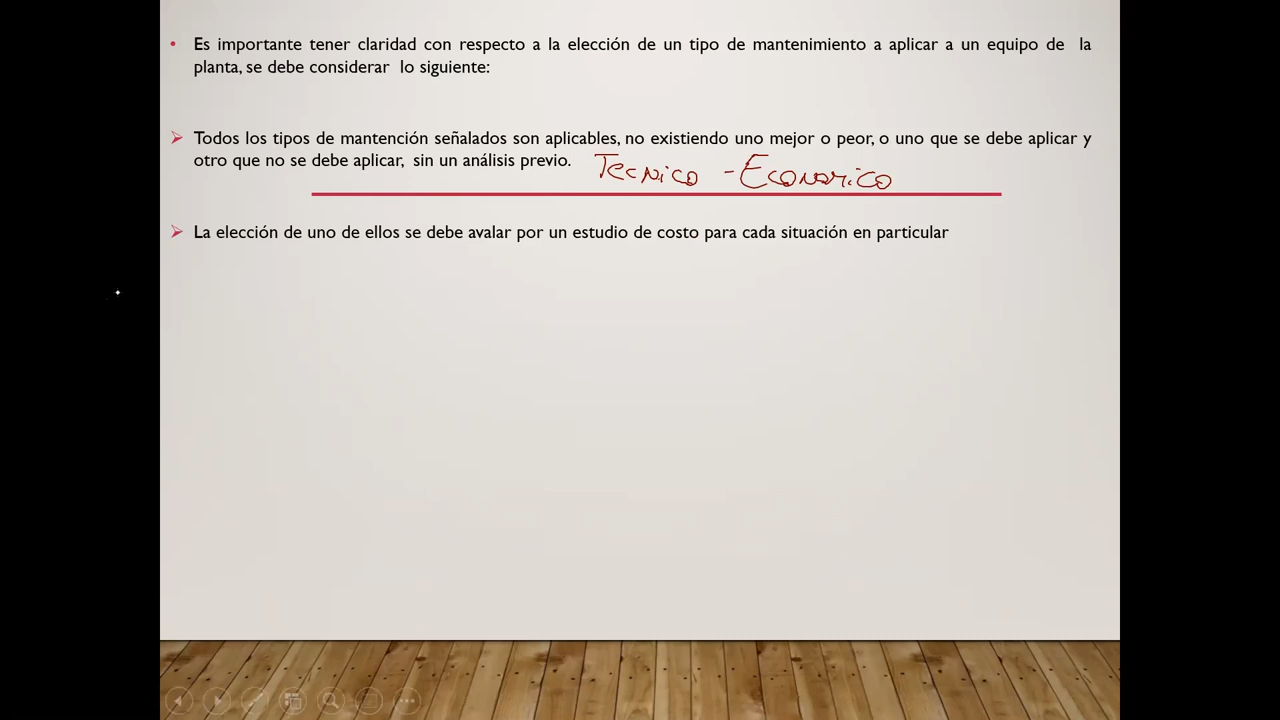 • Es importante tener claridad con respecto a la elección de un tipo de mantenimiento a aplicar a un equipo de la
planta, se debe considerar lo siguiente:
➢ Todos los tipos de mantención señalados son aplicables, no existiendo uno mejor o peor, o uno que se debe aplicar y
otro que no se debe aplicar, sin un análisis previo. Tecnico - Economico
➢ La elección de uno de ellos se debe avalar por un estudio de costo para cada situación en particular